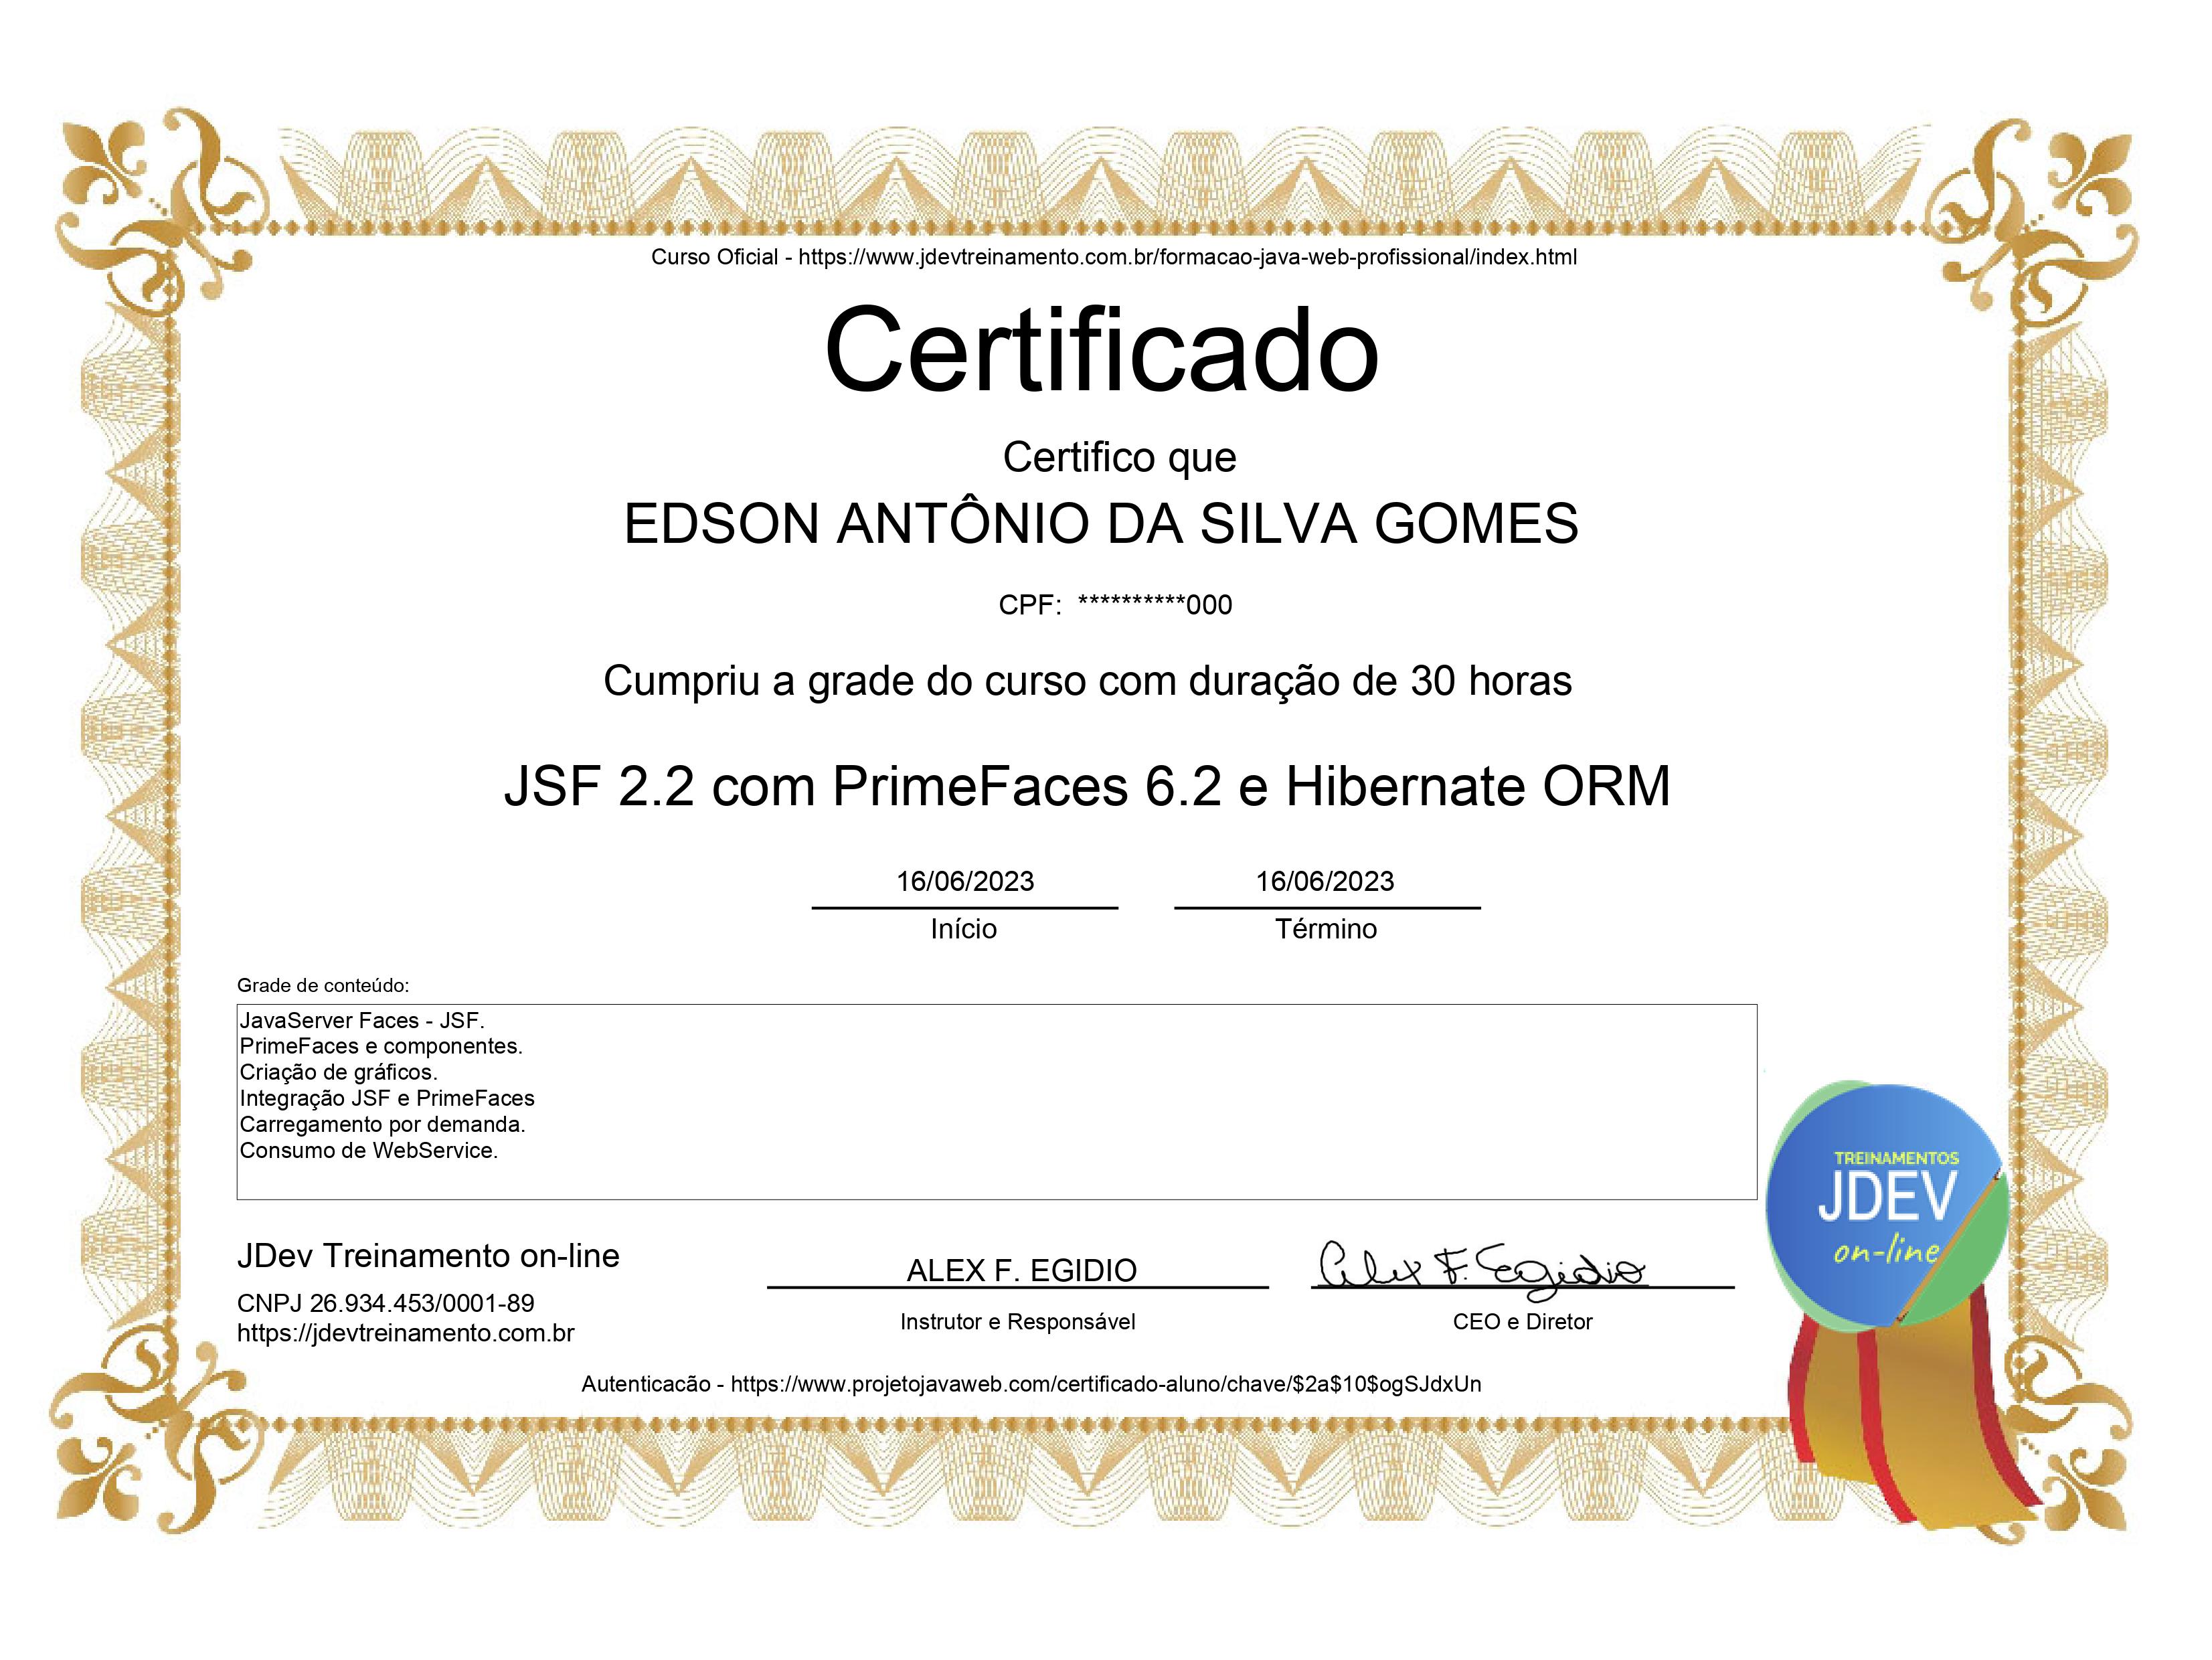 Curso Oficial - https://www.jdevtreinamento.com.br/formacao-java-web-profissional/index.html
Certificado
Certifico que
EDSON ANTÔNIO DA SILVA GOMES
CPF: **********000
Cumpriu a grade do curso com duração de 30 horas
JSF 2.2 com PrimeFaces 6.2 e Hibernate ORM
16/06/2023 16/06/2023
Início Término
Grade de conteúdo:
JavaServer Faces - JSF.
PrimeFaces e componentes.
Criação de gráficos.
Integração JSF e PrimeFaces
Carregamento por demanda.
Consumo de WebService.
TREINAMENTOS
JDEV
on-line
JDev Treinamento on-line
CNPJ 26.934.453/0001-89
https://jdevtreinamento.com.br
ALEX F. EGIDIO
Instrutor e Responsável
Alex F. Egidio
CEO e Diretor
Autenticacão - https://www.projetojavaweb.com/certificado-aluno/chave/$2a$10$ogSJdxUn